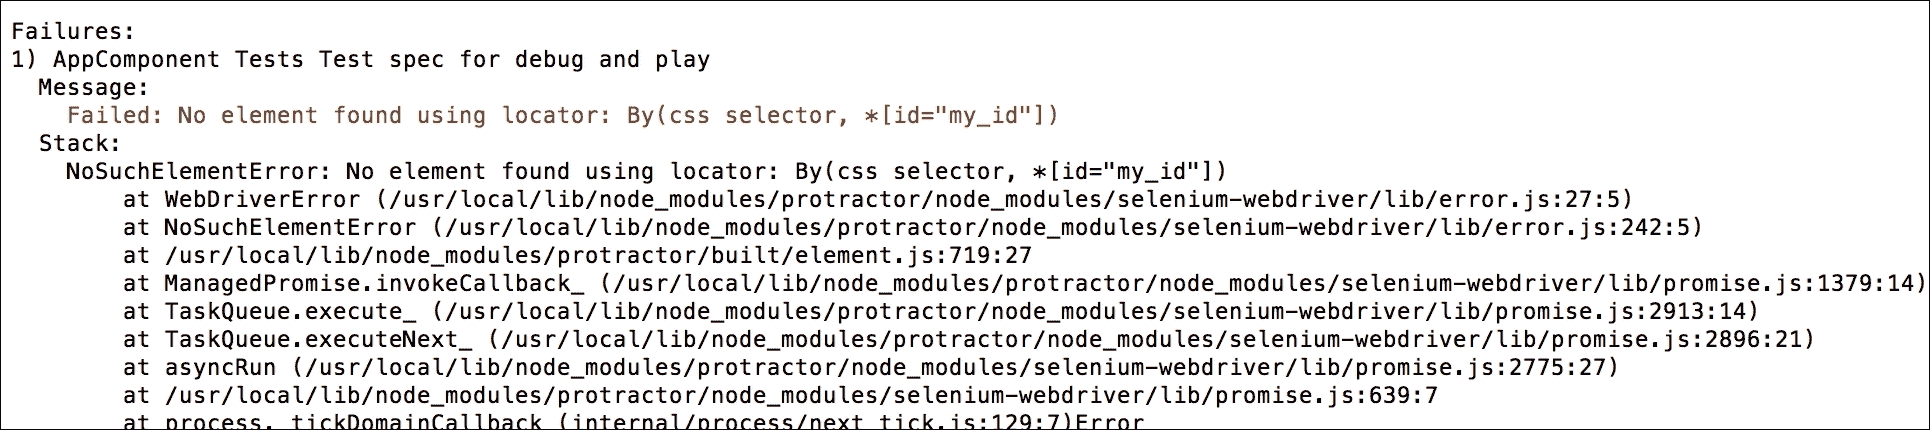 Failures:
1) AppComponent Tests Test spec for debug and play
Message:
Failed: No element found using locator: By(css selector, *[id="my_id"])
Stack:
NoSuchElementError: No element found using locator: By(css selector, *[id="my_id"])
at WebDriverError (/usr/local/lib/node_modules/protractor/node_modules/selenium-webdriver/lib/error.js:27:5)
at NoSuchElementError (/usr/local/lib/node_modules/protractor/node_modules/selenium-webdriver/lib/error.js:242:5)
at /usr/local/lib/node_modules/protractor/built/element.js:719:27
at ManagedPromise.invokeCallback_ (/usr/local/lib/node_modules/protractor/node_modules/selenium-webdriver/lib/promise.js:1379:14)
at TaskQueue.execute_ (/usr/local/lib/node_modules/protractor/node_modules/selenium-webdriver/lib/promise.js:2913:14)
at TaskQueue.executeNext_ (/usr/local/lib/node_modules/protractor/node_modules/selenium-webdriver/lib/promise.js:2896:21)
at asyncRun (/usr/local/lib/node_modules/protractor/node_modules/selenium-webdriver/lib/promise.js:2775:27)
at /usr/local/lib/node_modules/protractor/node_modules/selenium-webdriver/lib/promise.js:639:7
at process._tickDomainCallback (internal/process/next_tick.js:129:7)Error